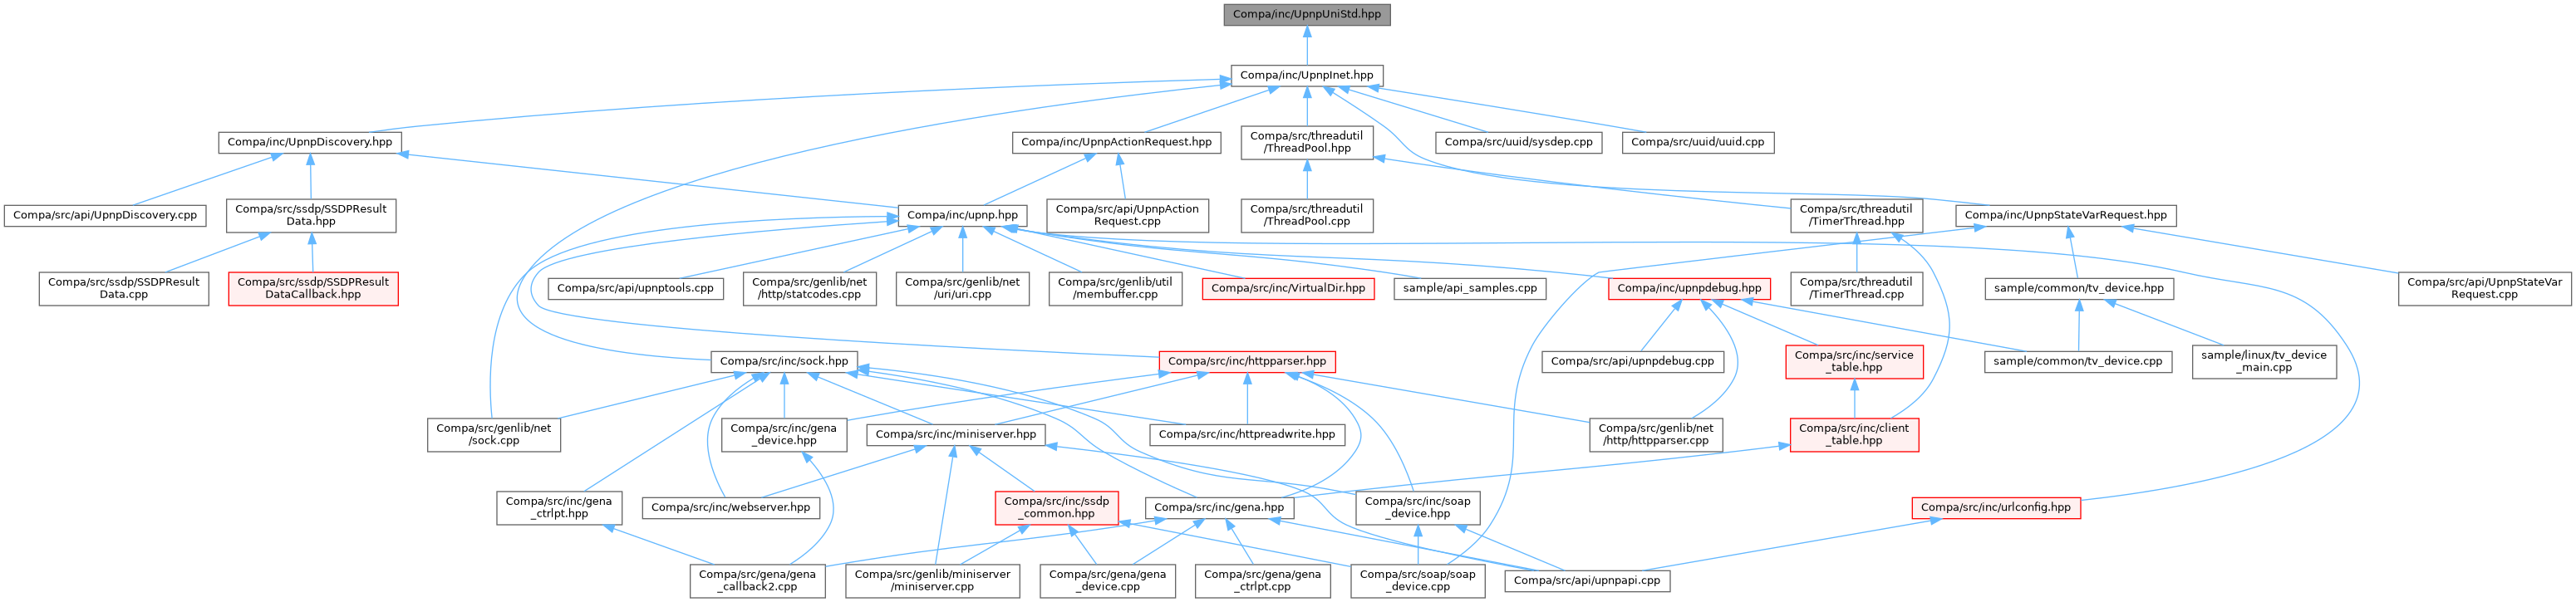 Compa/inc/UpnpUniStd.hpp
Compa/inc/UpnpInet.hpp
Compa/inc/UpnpDiscovery.hpp
Compa/inc/UpnpActionRequest.hpp
Compa/src/threadutil
/ThreadPool.hpp
Compa/src/uuid/sysdep.cpp
Compa/src/uuid/uuid.cpp
Compa/src/api/UpnpDiscovery.cpp
Compa/src/ssdp/SSDPResult
Data.hpp
Compa/inc/upnp.hpp
Compa/src/api/UpnpAction
Request.cpp
Compa/src/threadutil
/ThreadPool.cpp
Compa/src/threadutil
/TimerThread.hpp
Compa/inc/UpnpStateVarRequest.hpp
Compa/src/ssdp/SSDPResult
Data.cpp
Compa/src/ssdp/SSDPResult
DataCallback.hpp
Compa/src/api/upnptools.cpp
Compa/src/genlib/net
/http/statcodes.cpp
Compa/src/genlib/net
/uri/uri.cpp
Compa/src/genlib/util
/membuffer.cpp
Compa/src/inc/VirtualDir.hpp
sample/api_samples.cpp
Compa/inc/upnpdebug.hpp
Compa/src/threadutil
/TimerThread.cpp
sample/common/tv_device.hpp
Compa/src/api/UpnpStateVar
Request.cpp
Compa/src/inc/sock.hpp
Compa/src/inc/httpparser.hpp
Compa/src/api/upnpdebug.cpp
Compa/src/inc/service
_table.hpp
sample/common/tv_device.cpp
sample/linux/tv_device
_main.cpp
Compa/src/genlib/net
/sock.cpp
Compa/src/inc/gena
_device.hpp
Compa/src/inc/miniserver.hpp
Compa/src/inc/httpreadwrite.hpp
Compa/src/genlib/net
/http/httpparser.cpp
Compa/src/inc/client
_table.hpp
Compa/src/inc/gena
_ctrlpt.hpp
Compa/src/inc/webserver.hpp
Compa/src/inc/ssdp
_common.hpp
Compa/src/inc/gena.hpp
Compa/src/inc/soap
_device.hpp
Compa/src/inc/urlconfig.hpp
Compa/src/gena/gena
_callback2.cpp
Compa/src/genlib/miniserver
/miniserver.cpp
Compa/src/gena/gena
_device.cpp
Compa/src/gena/gena
_ctrlpt.cpp
Compa/src/soap/soap
_device.cpp
Compa/src/api/upnpapi.cpp